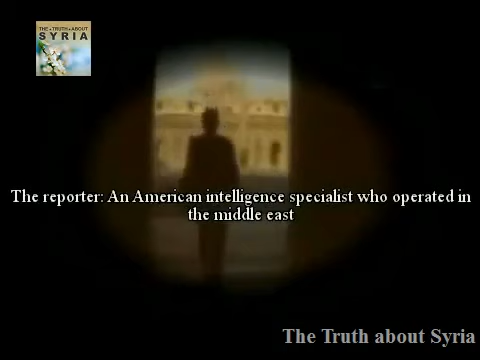 THE TRUTH ABOUT
SYRIA
The reporter: An American intelligence specialist who operated in
the middle east
The Truth about Syria